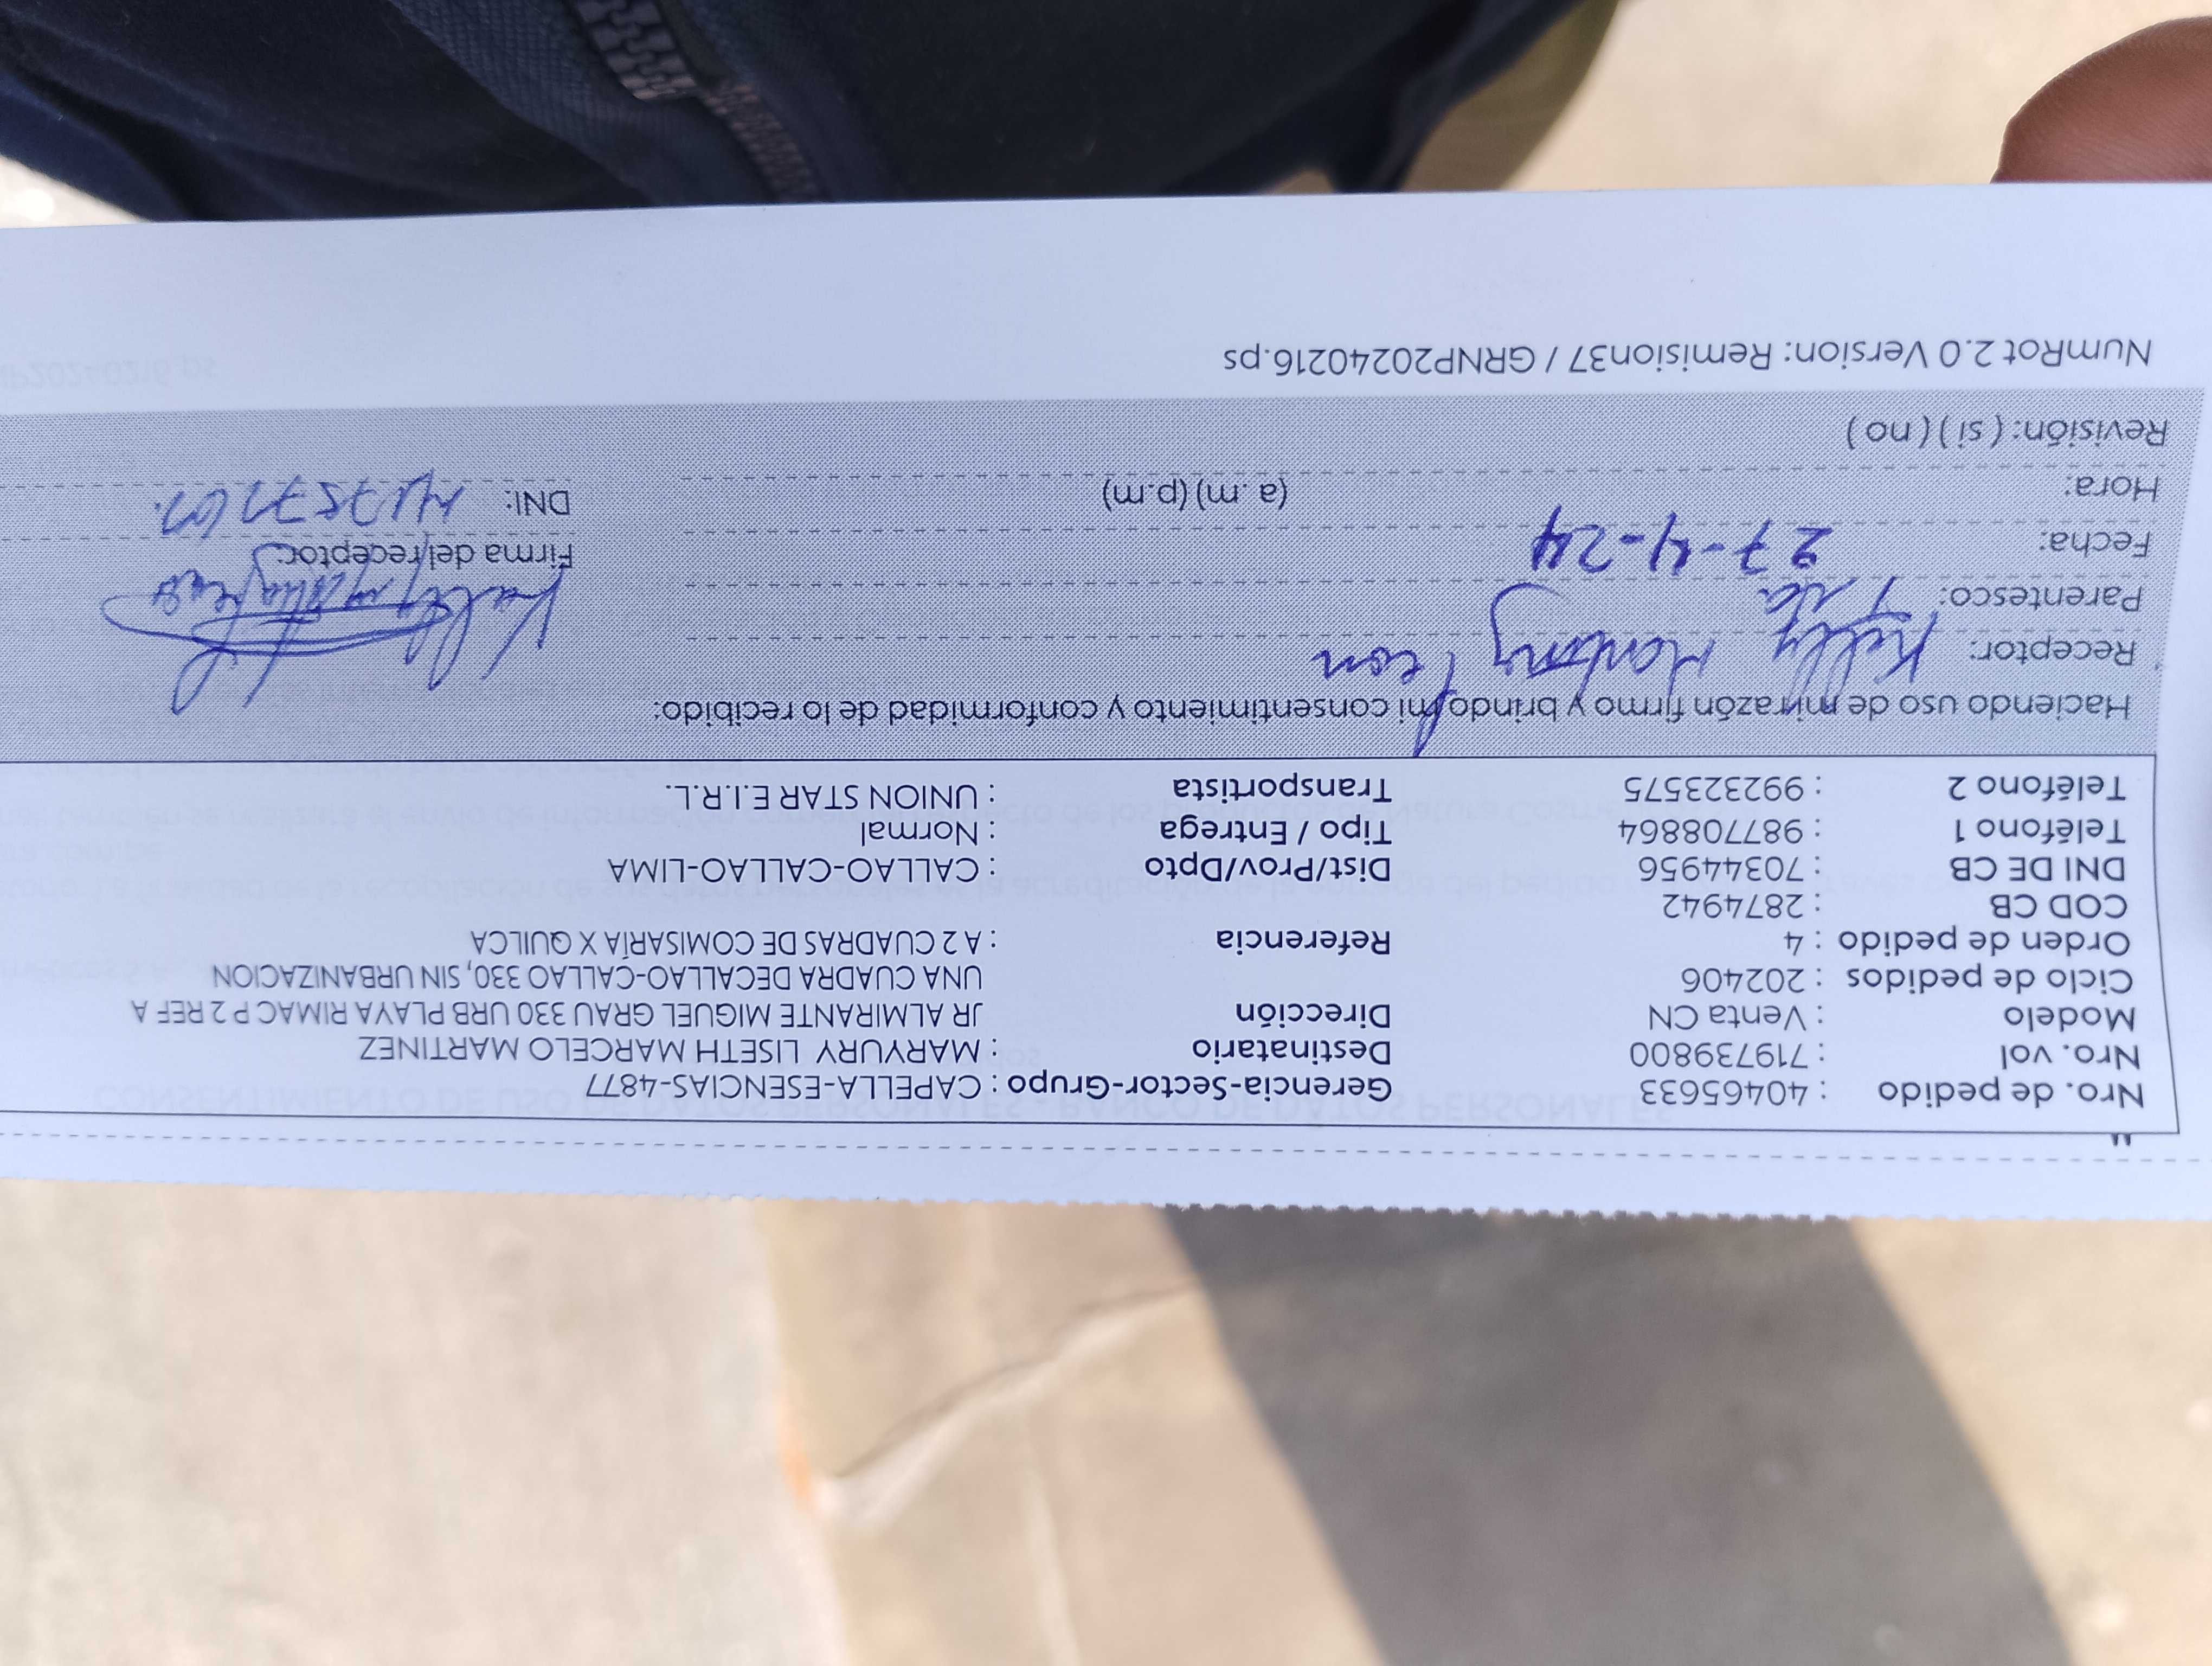 Nro. de pedido : 40465633 Gerencia-Sector-Grupo : CAPELLA-ESENCIAS-4877
Nro. vol : 719739800 Destinatario : MARYURY LISETH MARCELO MARTINEZ
Modelo : Venta CN Dirección JR ALMIRANTE MIGUEL GRAU 330 URB PLAYA RIMAC P 2 REF A
Ciclo de pedidos : 202406 UNA CUADRA DECALLAO-CALLAO 330, SIN URBANIZACION
Orden de pedido : 4 Referencia : A 2 CUADRAS DE COMISARÍA X QUILCA
COD CB : 2874942
DNI DE CB : 70344956 Dist/Prov/Dpto : CALLAO-CALLAO-LIMA
Teléfono 1 : 987708864 Tipo / Entrega : Normal
Teléfono 2 : 992323575 Transportista : UNION STAR E.I.R.L.
Haciendo uso de mi razón firmo y brindo mi consentimiento y conformidad de lo recibido:
Receptor: Kelly Montoy Leon
Parentesco:
Fecha: 27-4-24 Firma del receptor:
Hora: (a.m) (p.m) DNI:
Revisión: ( si ) ( no )
NumRot 2.0 Version: Remision37 / GRNP20240216.ps